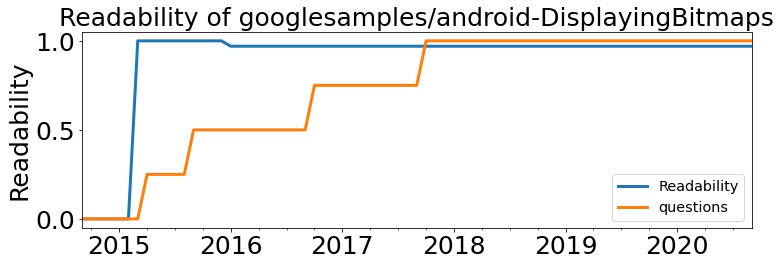 Readability of googlesamples/android-DisplayingBitmaps
Readability
1.0
0.5
0.0
2015 2016 2017 2018 2019 2020
Readability
questions